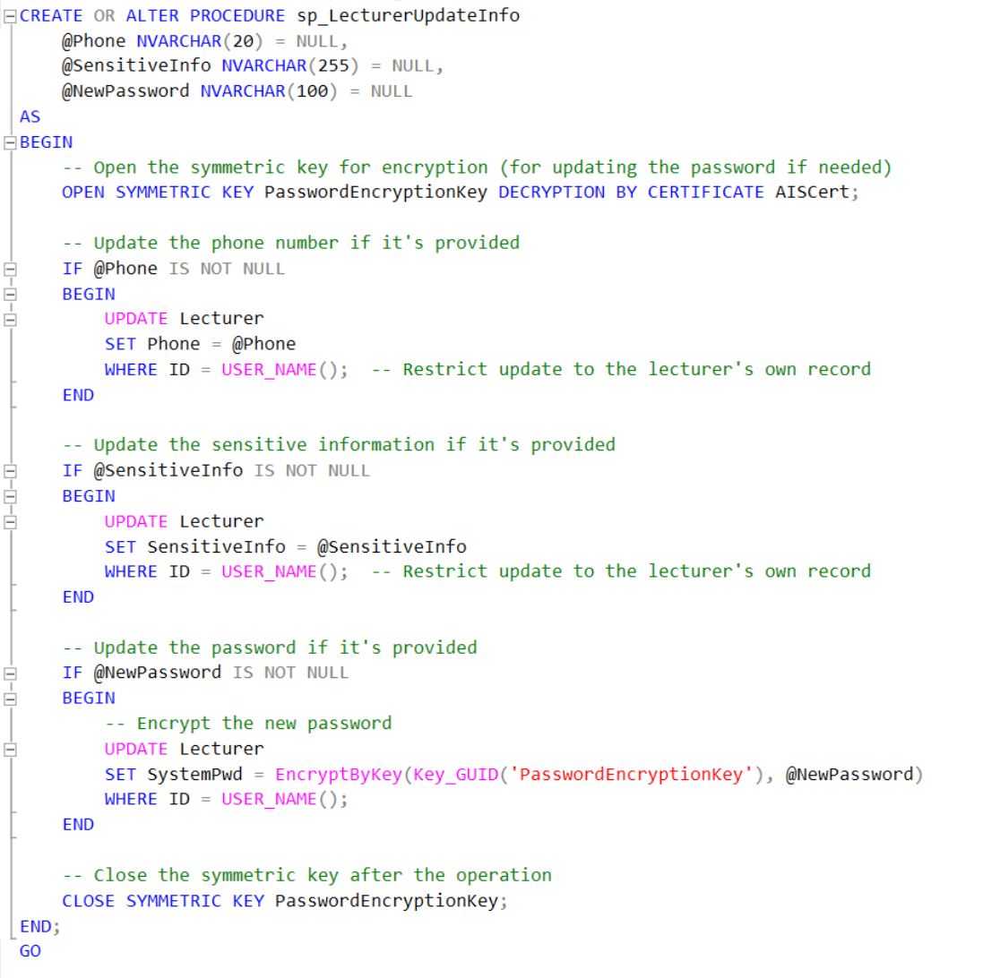 CREATE OR ALTER PROCEDURE sp_LecturerUpdateInfo
    @Phone NVARCHAR(20) = NULL,
    @SensitiveInfo NVARCHAR(255) = NULL,
    @NewPassword NVARCHAR(100) = NULL
AS
BEGIN
    -- Open the symmetric key for encryption (for updating the password if needed)
    OPEN SYMMETRIC KEY PasswordEncryptionKey DECRYPTION BY CERTIFICATE AISCert;

    -- Update the phone number if it's provided
    IF @Phone IS NOT NULL
    BEGIN
        UPDATE Lecturer
        SET Phone = @Phone
        WHERE ID = USER_NAME();  -- Restrict update to the lecturer's own record
    END

    -- Update the sensitive information if it's provided
    IF @SensitiveInfo IS NOT NULL
    BEGIN
        UPDATE Lecturer
        SET SensitiveInfo = @SensitiveInfo
        WHERE ID = USER_NAME();  -- Restrict update to the lecturer's own record
    END

    -- Update the password if it's provided
    IF @NewPassword IS NOT NULL
    BEGIN
        -- Encrypt the new password
        UPDATE Lecturer
        SET SystemPwd = EncryptByKey(Key_GUID('PasswordEncryptionKey'), @NewPassword)
        WHERE ID = USER_NAME();
    END

    -- Close the symmetric key after the operation
    CLOSE SYMMETRIC KEY PasswordEncryptionKey;
END;
GO